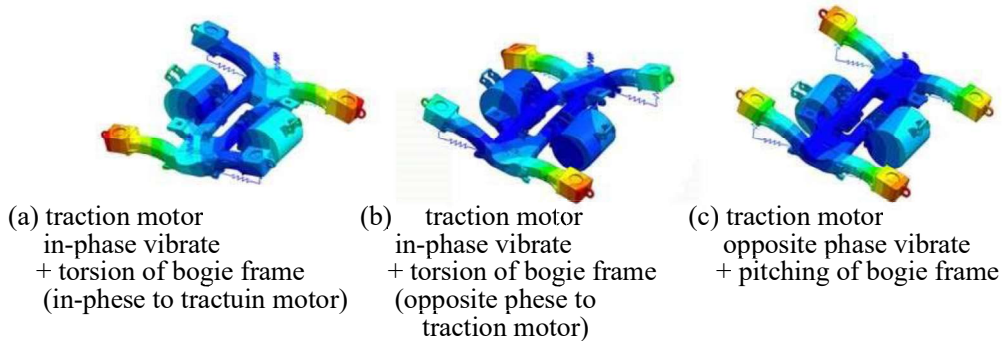 (a) traction motor
in-phase vibrate
+ torsion of bogie frame
(in-phese to tractuin motor)
(b) traction motor
in-phase vibrate
+ torsion of bogie frame
(opposite phese to
traction motor)
(c) traction motor
opposite phase vibrate
+ pitching of bogie frame